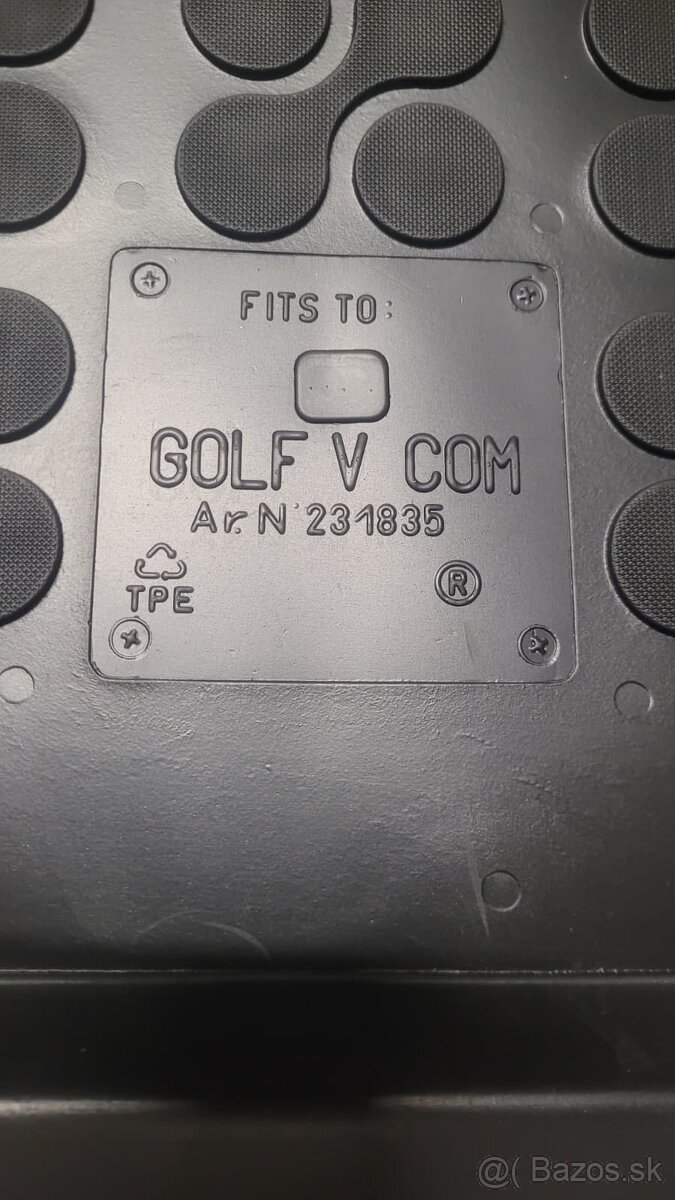 FITS TO:
GOLF V COM
Ar. N° 231835
TPE
®
@( Bazos.sk